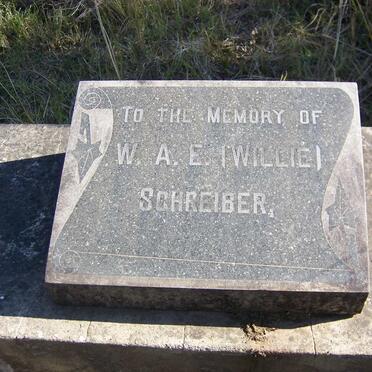 TO THE MEMORY OF
W. A. E. (WILLIE)
SCHREIBER.